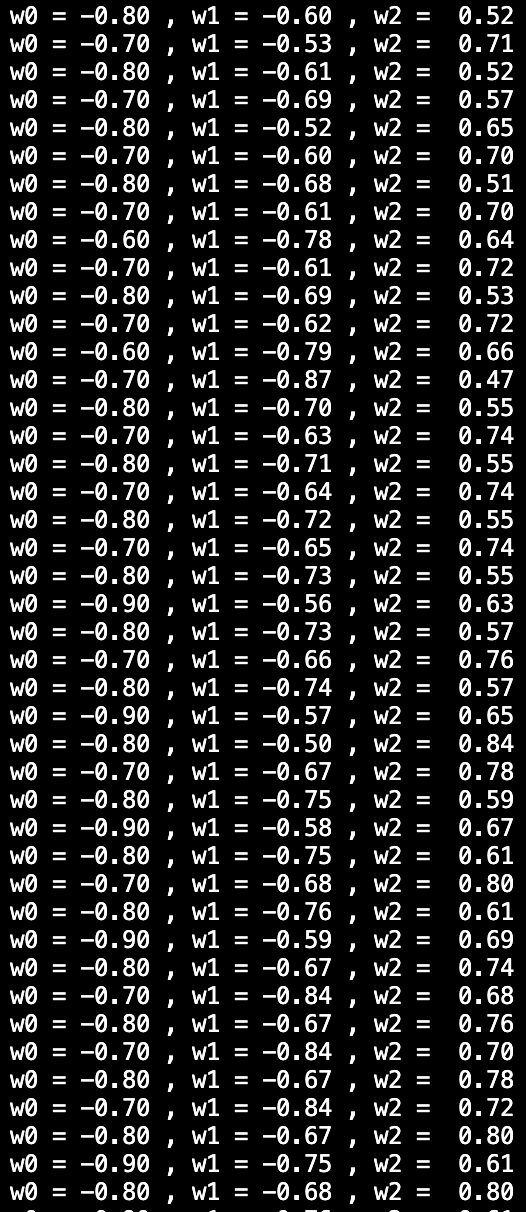 w0 = -0.80 , w1 = -0.60 , w2 =  0.52
w0 = -0.70 , w1 = -0.53 , w2 =  0.71
w0 = -0.80 , w1 = -0.61 , w2 =  0.52
w0 = -0.70 , w1 = -0.69 , w2 =  0.57
w0 = -0.80 , w1 = -0.52 , w2 =  0.65
w0 = -0.70 , w1 = -0.60 , w2 =  0.70
w0 = -0.80 , w1 = -0.68 , w2 =  0.51
w0 = -0.70 , w1 = -0.61 , w2 =  0.70
w0 = -0.60 , w1 = -0.78 , w2 =  0.64
w0 = -0.70 , w1 = -0.61 , w2 =  0.72
w0 = -0.80 , w1 = -0.69 , w2 =  0.53
w0 = -0.70 , w1 = -0.62 , w2 =  0.72
w0 = -0.60 , w1 = -0.79 , w2 =  0.66
w0 = -0.70 , w1 = -0.87 , w2 =  0.47
w0 = -0.80 , w1 = -0.70 , w2 =  0.55
w0 = -0.70 , w1 = -0.63 , w2 =  0.74
w0 = -0.80 , w1 = -0.71 , w2 =  0.55
w0 = -0.70 , w1 = -0.64 , w2 =  0.74
w0 = -0.80 , w1 = -0.72 , w2 =  0.55
w0 = -0.70 , w1 = -0.65 , w2 =  0.74
w0 = -0.80 , w1 = -0.73 , w2 =  0.55
w0 = -0.90 , w1 = -0.56 , w2 =  0.63
w0 = -0.80 , w1 = -0.73 , w2 =  0.57
w0 = -0.70 , w1 = -0.66 , w2 =  0.76
w0 = -0.80 , w1 = -0.74 , w2 =  0.57
w0 = -0.90 , w1 = -0.57 , w2 =  0.65
w0 = -0.80 , w1 = -0.50 , w2 =  0.84
w0 = -0.70 , w1 = -0.67 , w2 =  0.78
w0 = -0.80 , w1 = -0.75 , w2 =  0.59
w0 = -0.90 , w1 = -0.58 , w2 =  0.67
w0 = -0.80 , w1 = -0.75 , w2 =  0.61
w0 = -0.70 , w1 = -0.68 , w2 =  0.80
w0 = -0.80 , w1 = -0.76 , w2 =  0.61
w0 = -0.90 , w1 = -0.59 , w2 =  0.69
w0 = -0.80 , w1 = -0.67 , w2 =  0.74
w0 = -0.70 , w1 = -0.84 , w2 =  0.68
w0 = -0.80 , w1 = -0.67 , w2 =  0.76
w0 = -0.70 , w1 = -0.84 , w2 =  0.70
w0 = -0.80 , w1 = -0.67 , w2 =  0.78
w0 = -0.70 , w1 = -0.84 , w2 =  0.72
w0 = -0.80 , w1 = -0.67 , w2 =  0.80
w0 = -0.90 , w1 = -0.75 , w2 =  0.61
w0 = -0.80 , w1 = -0.68 , w2 =  0.80